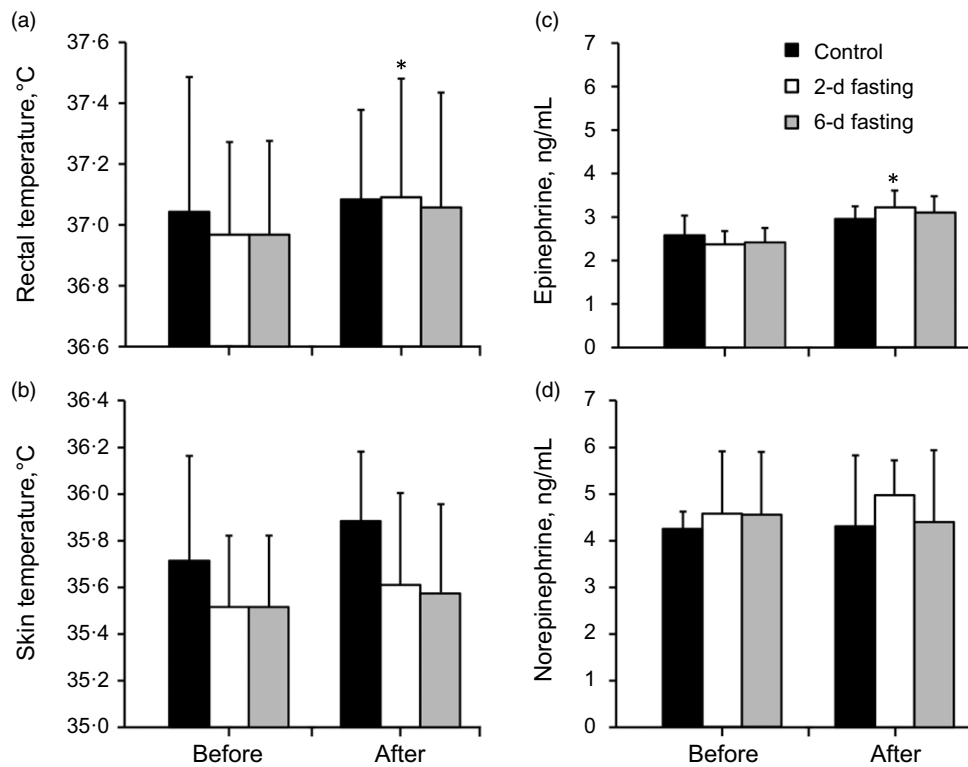 (a)
37·6
37·4
37·2
37·0
36·8
36·6
Rectal temperature,°C
*
(b)
36·4
36·2
36·0
35·8
35·6
35·4
35·2
35·0
Skin temperature,°C
Before
After
(c)
7
6
5
4
3
2
1
0
Epinephrine, ng/mL
Control
2-d fasting
6-d fasting
*
(d)
7
6
5
4
3
2
1
0
Norepinephrine, ng/mL
Before
After